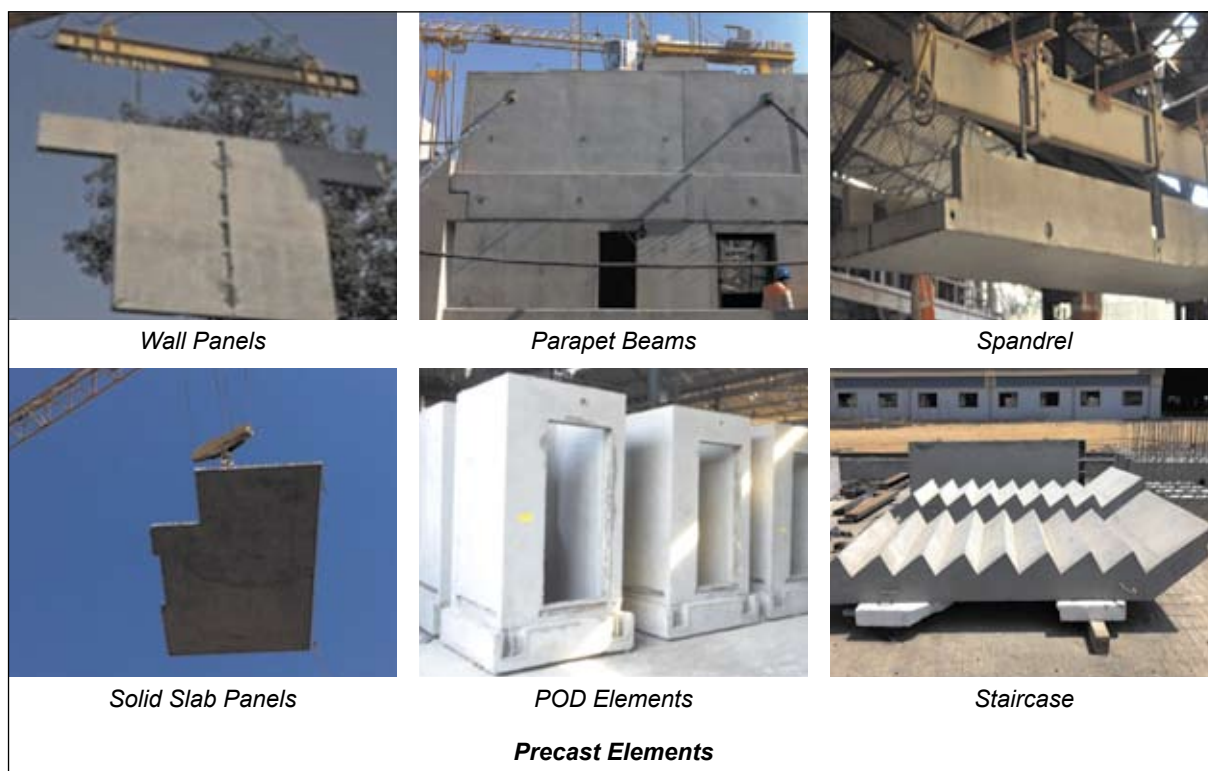 Wall Panels
Parapet Beams
Spandrel
Solid Slab Panels
POD Elements
Staircase
Precast Elements